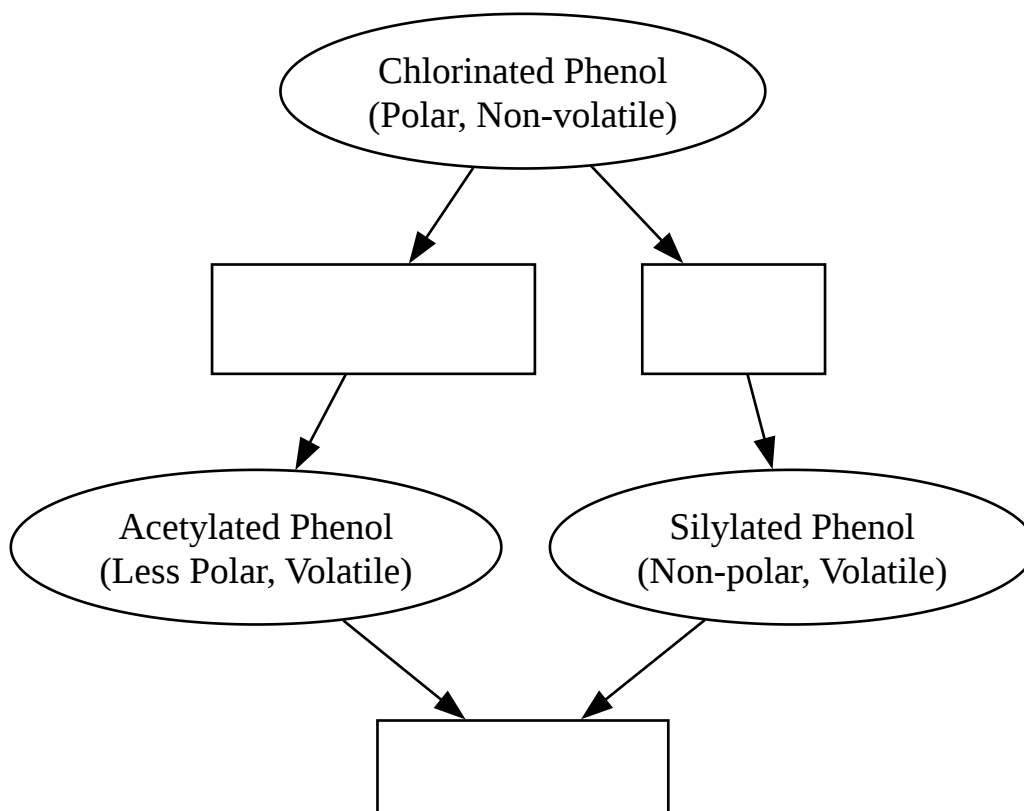 Chlorinated Phenol
(Polar, Non-volatile)
Acetylated Phenol
(Less Polar, Volatile)
Silylated Phenol
(Non-polar, Volatile)